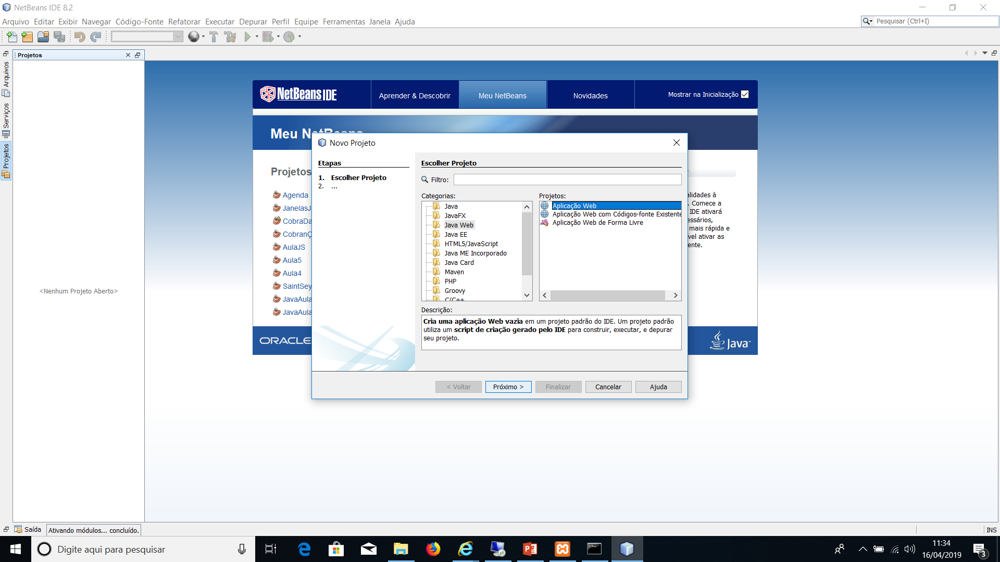 NetBeans IDE 8.2
Arquivo Editar Exibir Navegar Código-Fonte Refatorar Executar Depurar Perfil Equipe Ferramentas Janela Ajuda
Pesquisar (Ctrl+I)
Projetos
Arquivos
Serviços
Projetos
<Nenhum Projeto Aberto>
NetBeans IDE
Aprender & Descobrir
Meu NetBeans
Novidades
Mostrar na Inicialização
Meu NetBeans
Projetos
Agenda
JanelasJ
CobraDa
CobranÇ
AulaJS
Aula5
Aula4
SaintSey
JavaAula
JavaAula
alidades à
. Comece a
IDE ativará
essários,
mais rápida e
vel ativar as
ente.
ORACLE
Java
Novo Projeto
Etapas
1. Escolher Projeto
2. ...
Escolher Projeto
Filtro:
Categorias:
Java
JavaFX
Java Web
Java EE
HTML5/JavaScript
Java ME Incorporado
Java Card
Maven
PHP
Groovy
C/C++
Projetos:
Aplicação Web
Aplicação Web com Códigos-fonte Existente
Aplicação Web de Forma Livre
Descrição:
Cria uma aplicação Web vazia em um projeto padrão do IDE. Um projeto padrão
utiliza um script de criação gerado pelo IDE para construir, executar, e depurar
seu projeto.
< Voltar
Próximo >
Finalizar
Cancelar
Ajuda
Saída
Ativando módulos... concluído.
INS
Digite aqui para pesquisar
11:34
16/04/2019
3